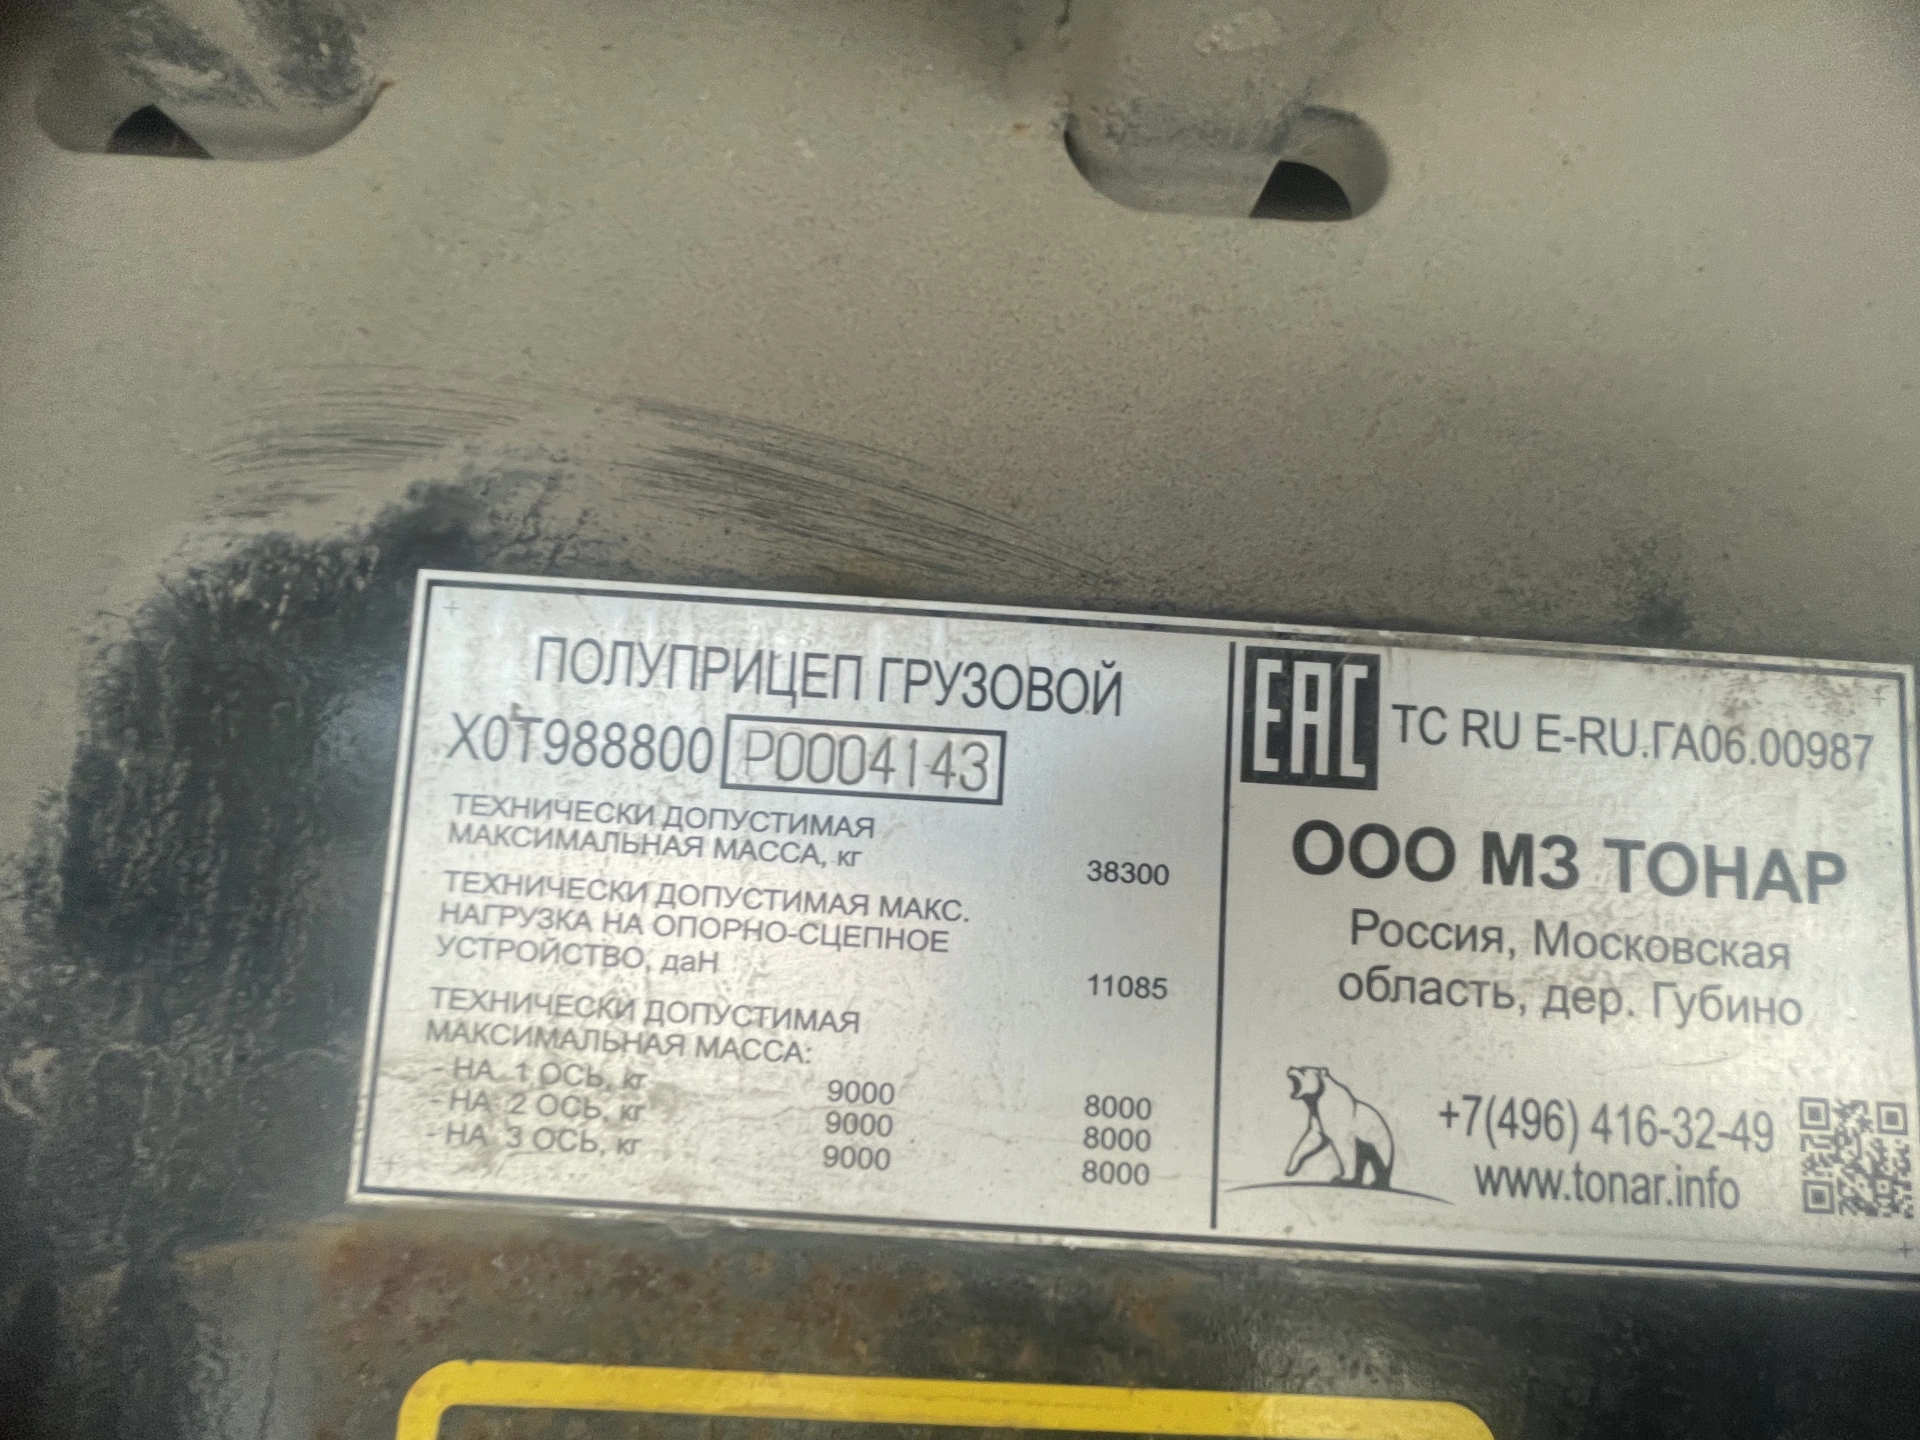 ПОЛУПРИЦЕП ГРУЗОВОЙ
X0T988800 P0004143
ТЕХНИЧЕСКИ ДОПУСТИМАЯ
МАКСИМАЛЬНАЯ МАССА, кг 38300
ТЕХНИЧЕСКИ ДОПУСТИМАЯ МАКС.
НАГРУЗКА НА ОПОРНО-СЦЕПНОЕ
УСТРОЙСТВО, даН 11085
ТЕХНИЧЕСКИ ДОПУСТИМАЯ
МАКСИМАЛЬНАЯ МАССА:
- НА 1 ОСЬ, кг 9000 8000
- НА 2 ОСЬ, кг 9000 8000
- НА 3 ОСЬ, кг 9000 8000
EAC ТС RU E-RU.ГА06.00987
ООО МЗ ТОНАР
Россия, Московская
область, дер. Губино
+7(496) 416-32-49
www.tonar.info